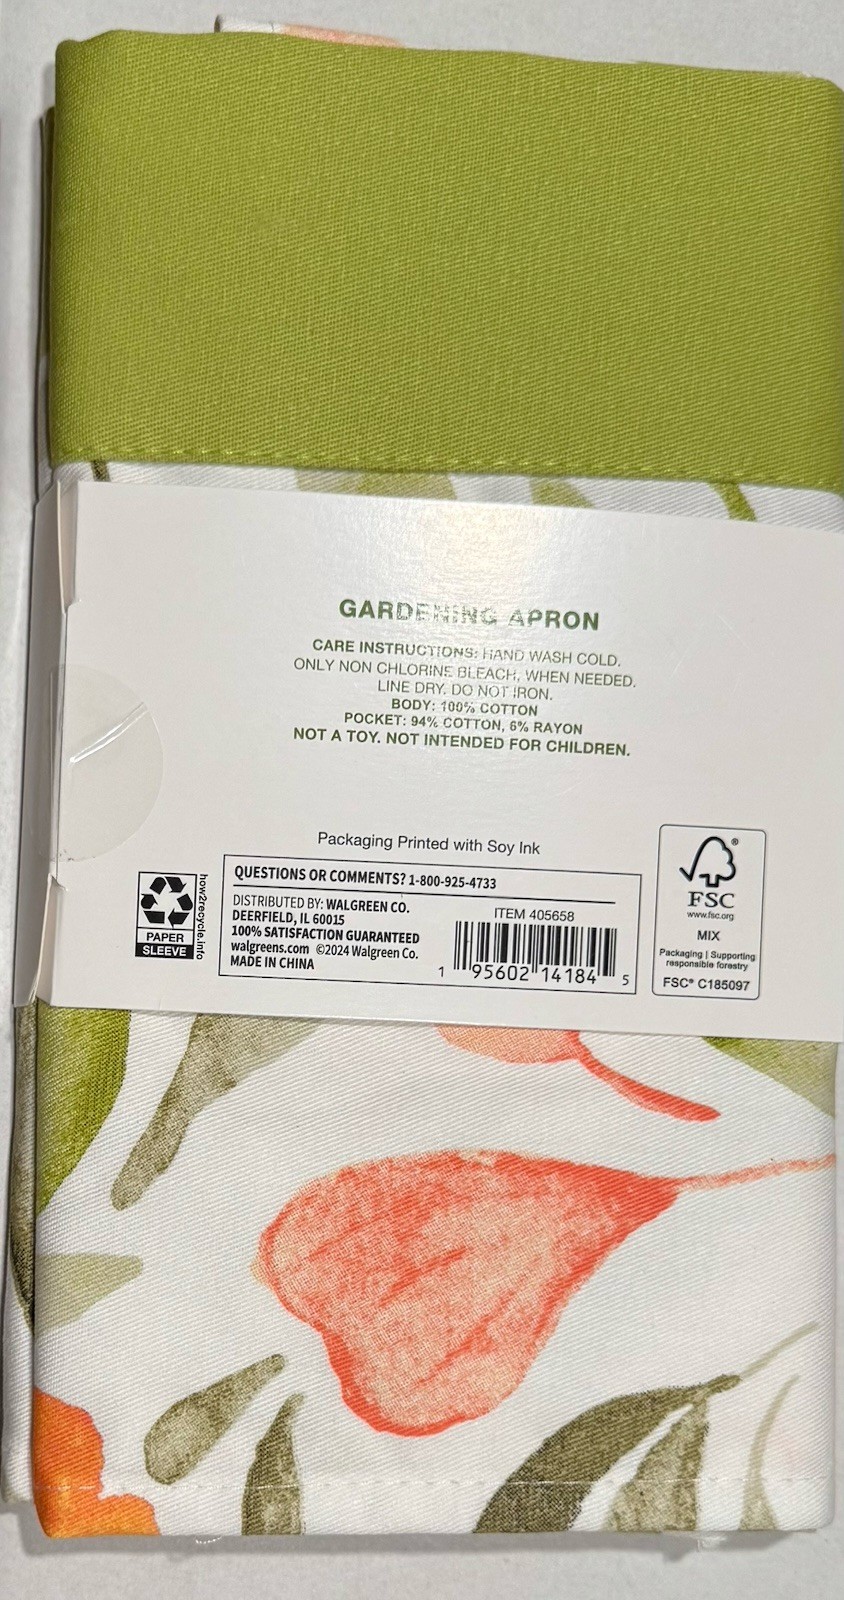 GARDENING APRON
CARE INSTRUCTIONS: HAND WASH COLD.
ONLY NON CHLORINE BLEACH, WHEN NEEDED.
LINE DRY. DO NOT IRON.
BODY: 100% COTTON
POCKET: 94% COTTON, 6% RAYON
NOT A TOY. NOT INTENDED FOR CHILDREN.
Packaging Printed with Soy Ink
how2recycle.info
PAPER
SLEEVE
QUESTIONS OR COMMENTS? 1-800-925-4733
DISTRIBUTED BY: WALGREEN CO.
DEERFIELD, IL 60015
100% SATISFACTION GUARANTEED
walgreens.com ©2024 Walgreen Co.
MADE IN CHINA
ITEM 405658
1 95602 14184 5
®
FSC
www.fsc.org
MIX
Packaging | Supporting
responsible forestry
FSC® C185097